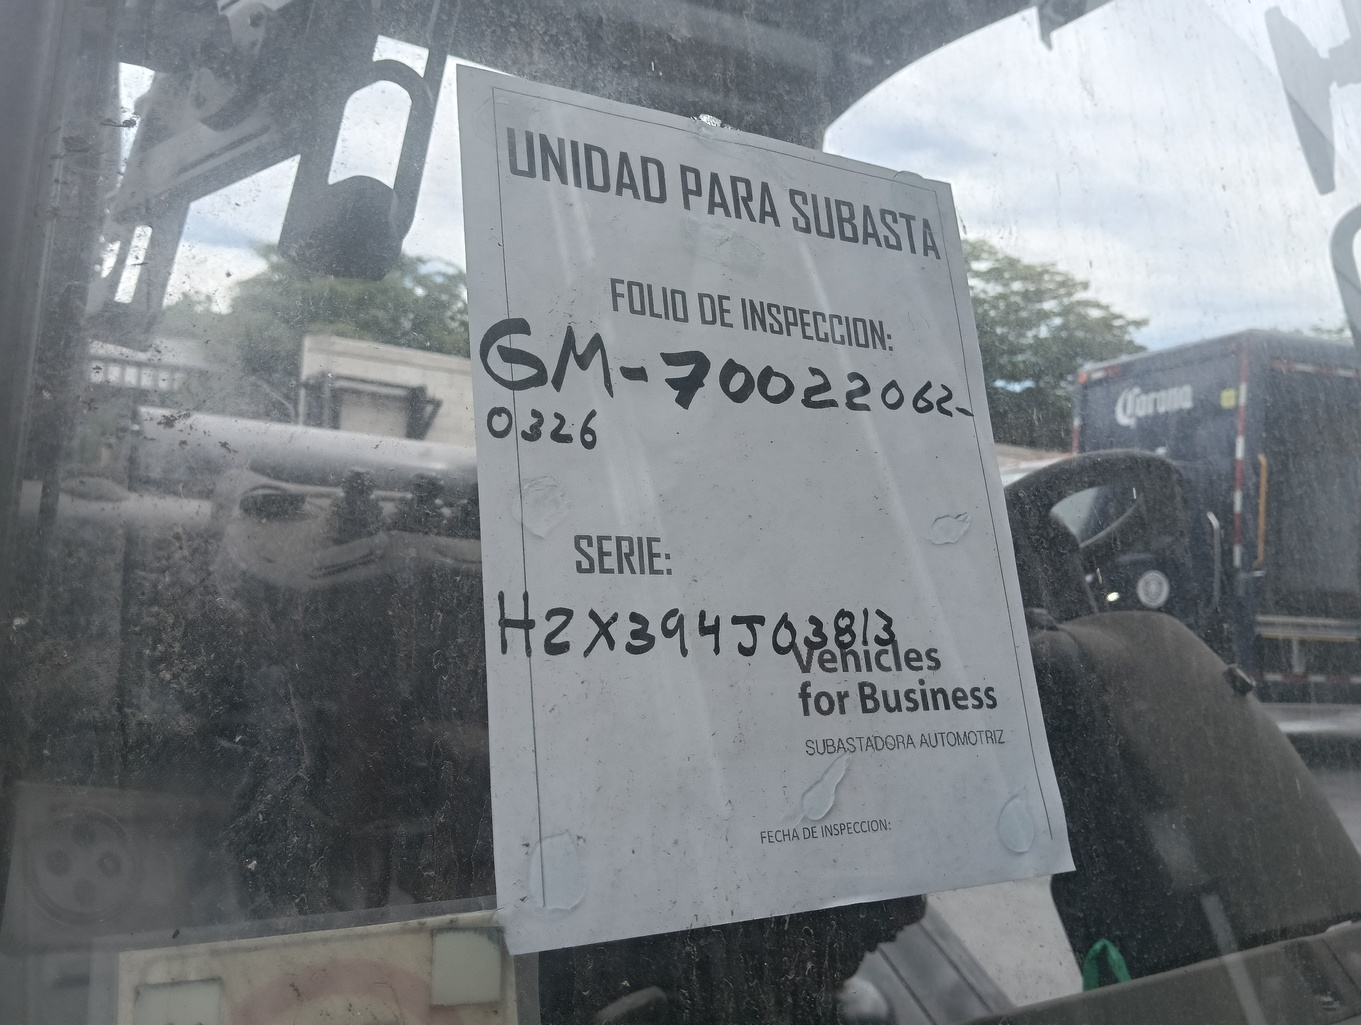 UNIDAD PARA SUBASTA
FOLIO DE INSPECCION:
GM-70022062-
0326
SERIE:
H2X394J03813
Vehicles
for Business
SUBASTADORA AUTOMOTRIZ
FECHA DE INSPECCION:
Corona